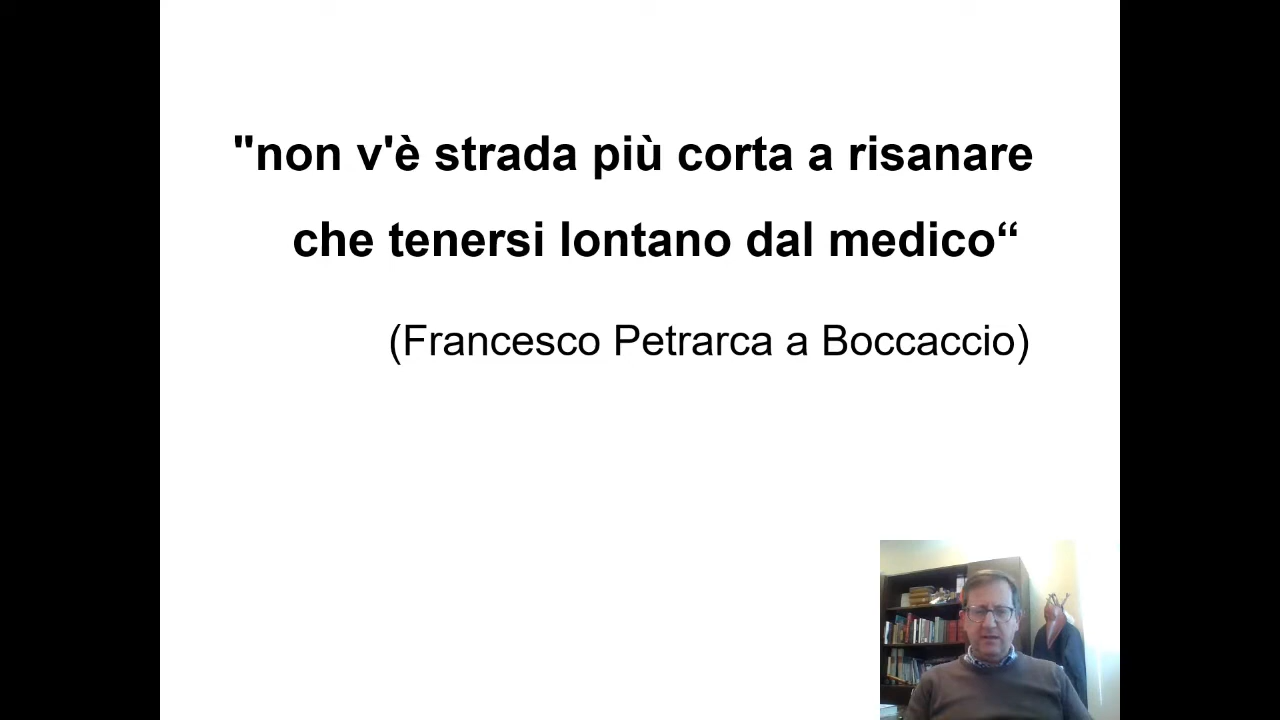 "non v'è strada più corta a risanare
che tenersi lontano dal medico“
(Francesco Petrarca a Boccaccio)